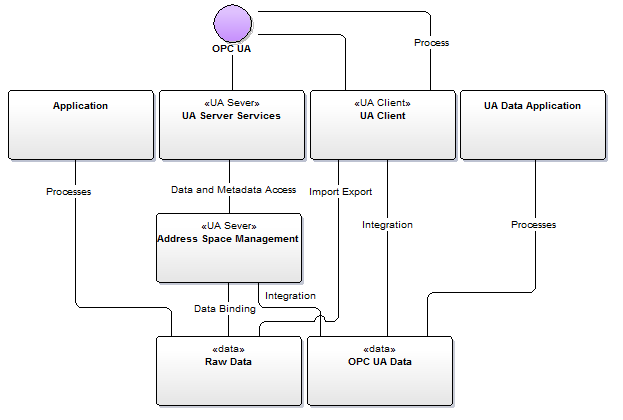 OPC UA
Process
Application
«UA Sever»
UA Server Services
«UA Client»
UA Client
UA Data Application
Processes
Data and Metadata Access
Import Export
«UA Sever»
Address Space Management
Integration
Processes
Integration
Data Binding
«data»
Raw Data
«data»
OPC UA Data